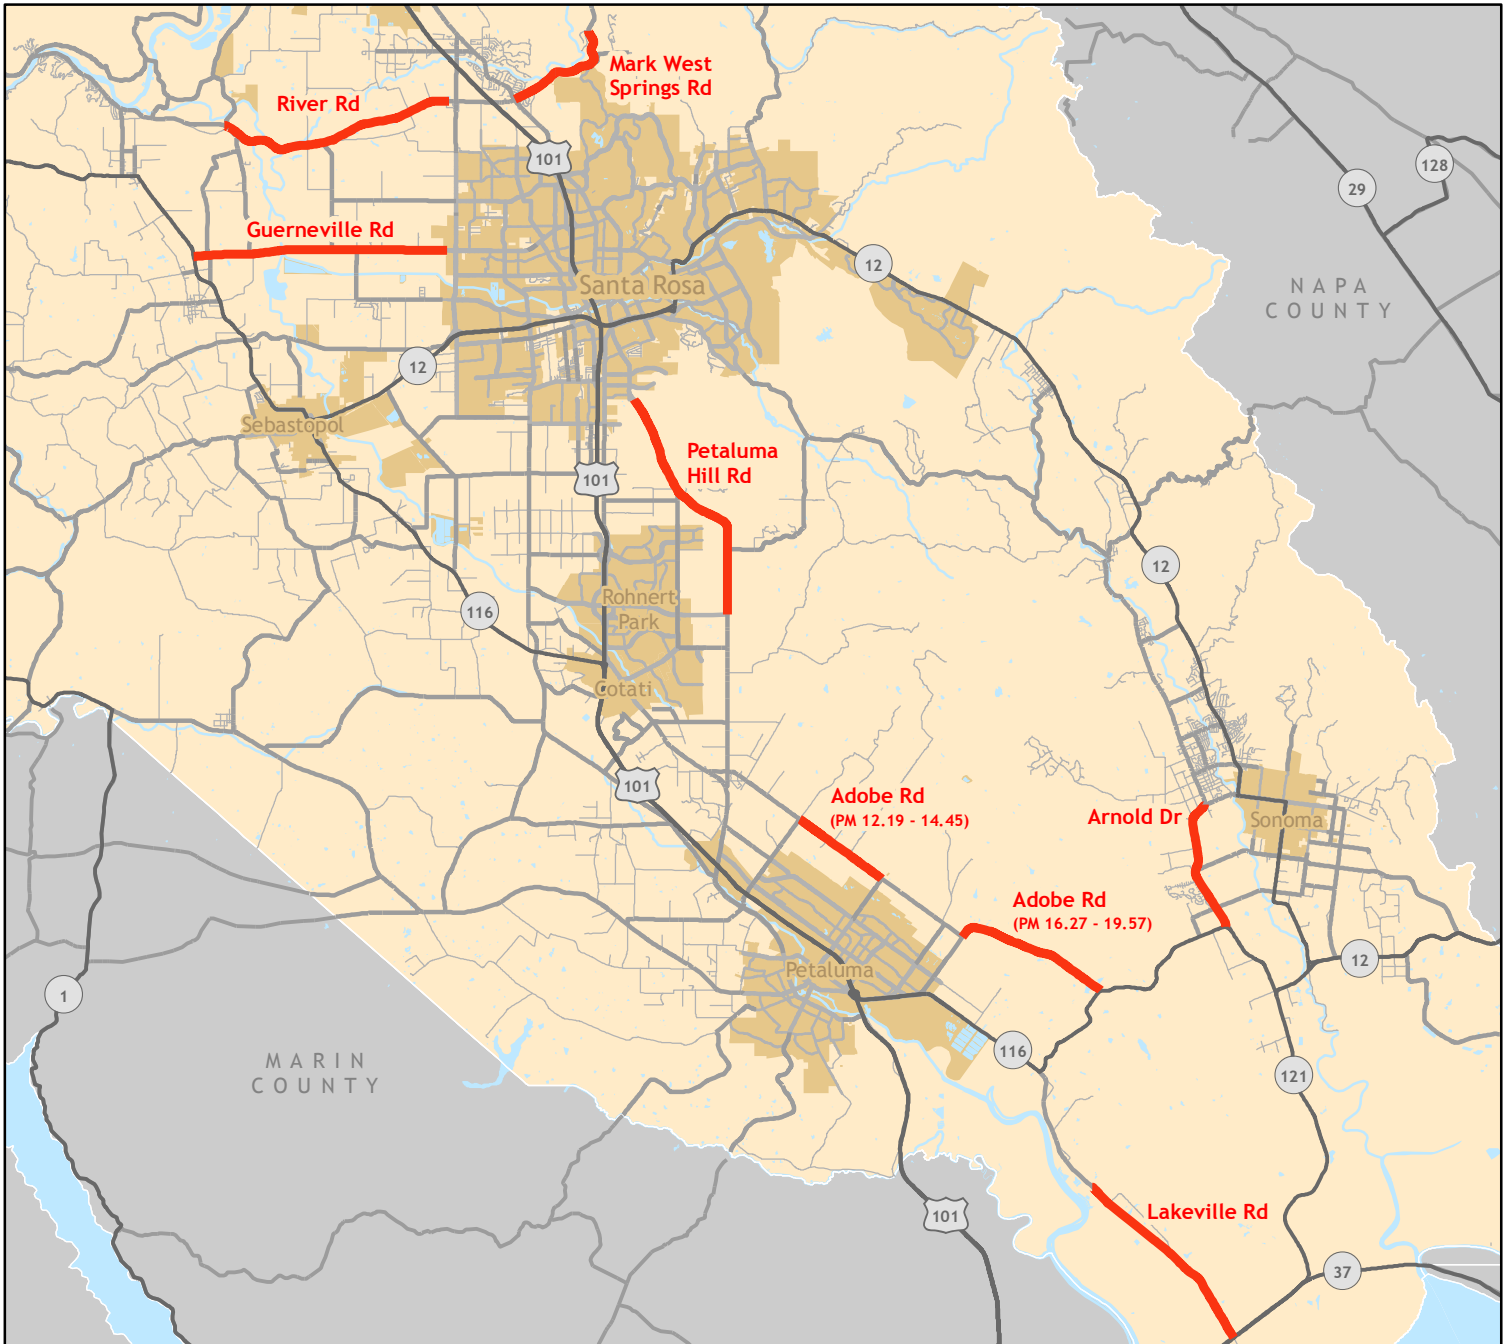 Mark West
Springs Rd
River Rd
101
128
29
Guerneville Rd
12
Santa Rosa
NAPA
COUNTY
12
Sebastopol
Petaluma
Hill Rd
101
12
Rohnert
Park
116
Cotati
101
Adobe Rd
(PM 12.19 - 14.45)
Arnold Dr
Sonoma
Adobe Rd
(PM 16.27 - 19.57)
12
Petaluma
1
116
MARIN
COUNTY
121
101
Lakeville Rd
37